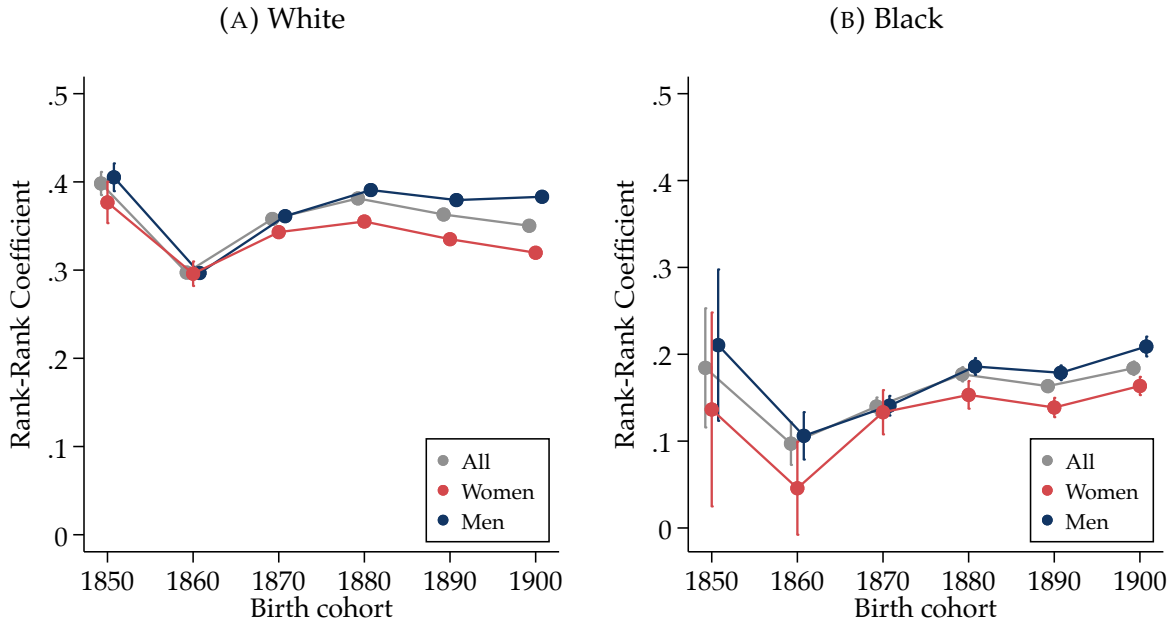 (A) White
.5
.4
.3
.2
.1
0
Rank-Rank Coefficient
All
Women
Men
1850 1860 1870 1880 1890 1900
Birth cohort
(B) Black
.5
.4
.3
.2
.1
0
Rank-Rank Coefficient
All
Women
Men
1850 1860 1870 1880 1890 1900
Birth cohort